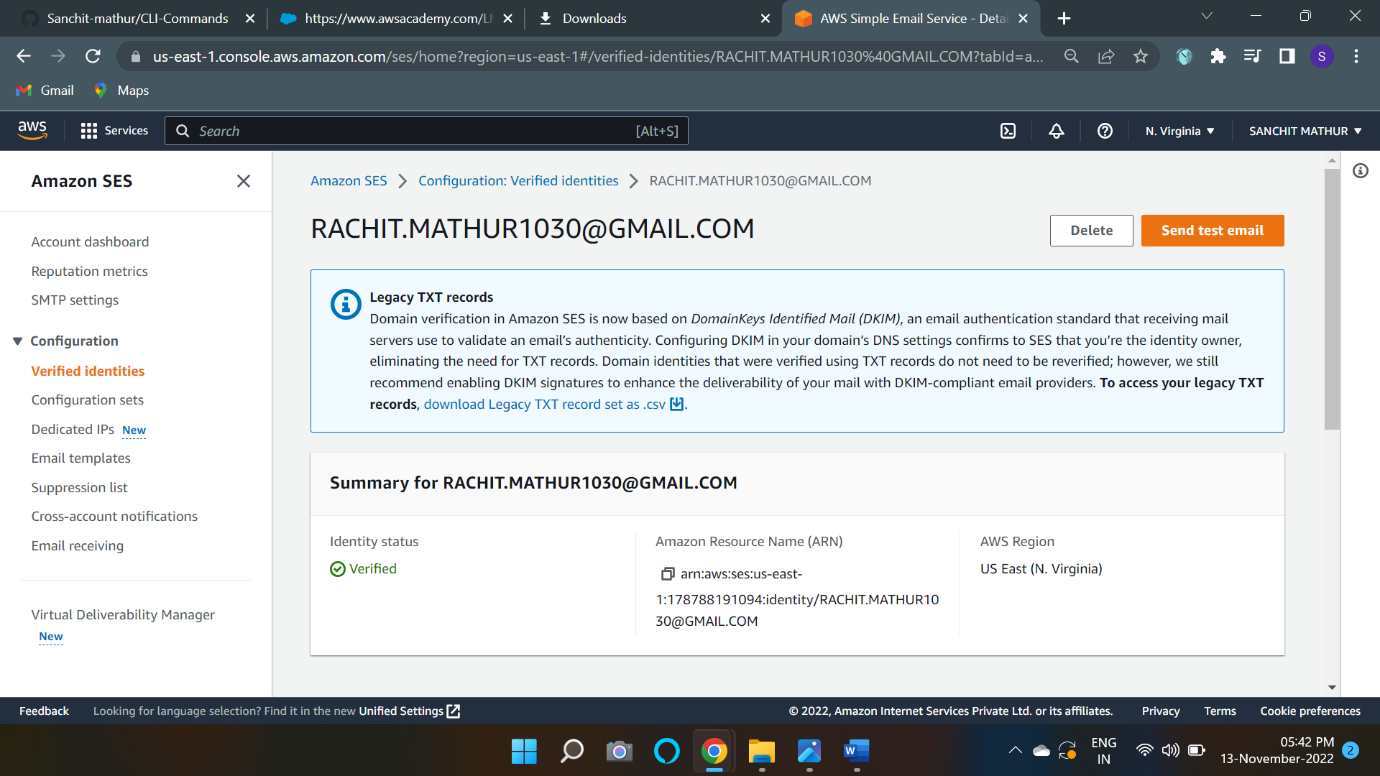 Sanchit-mathur/CLI-Commands
https://www.awsacademy.com/
Downloads
AWS Simple Email Service - Deta
us-east-1.console.aws.amazon.com/ses/home?region=us-east-1#/verified-identities/RACHIT.MATHUR1030%40GMAIL.COM?tabId=a...
S
Gmail
Maps
aws
Services
Search
[Alt+S]
N. Virginia
SANCHIT MATHUR
Amazon SES
Account dashboard
Reputation metrics
SMTP settings
Configuration
Verified identities
Configuration sets
Dedicated IPs New
Email templates
Suppression list
Cross-account notifications
Email receiving
Virtual Deliverability Manager
New
Amazon SES > Configuration: Verified identities > RACHIT.MATHUR1030@GMAIL.COM
RACHIT.MATHUR1030@GMAIL.COM
Delete
Send test email
Legacy TXT records
Domain verification in Amazon SES is now based on DomainKeys Identified Mail (DKIM), an email authentication standard that receiving mail
servers use to validate an email's authenticity. Configuring DKIM in your domain's DNS settings confirms to SES that you're the identity owner,
eliminating the need for TXT records. Domain identities that were verified using TXT records do not need to be reverified; however, we still
recommend enabling DKIM signatures to enhance the deliverability of your mail with DKIM-compliant email providers. To access your legacy TXT
records, download Legacy TXT record set as .csv.
Summary for RACHIT.MATHUR1030@GMAIL.COM
Identity status
Verified
Amazon Resource Name (ARN)
arn:aws:ses:us-east-
1:178788191094:identity/RACHIT.MATHUR10
30@GMAIL.COM
AWS Region
US East (N. Virginia)
Feedback
Looking for language selection? Find it in the new Unified Settings
© 2022, Amazon Internet Services Private Ltd. or its affiliates.
Privacy
Terms
Cookie preferences
ENG
IN
05:42 PM
13-November-2022
2